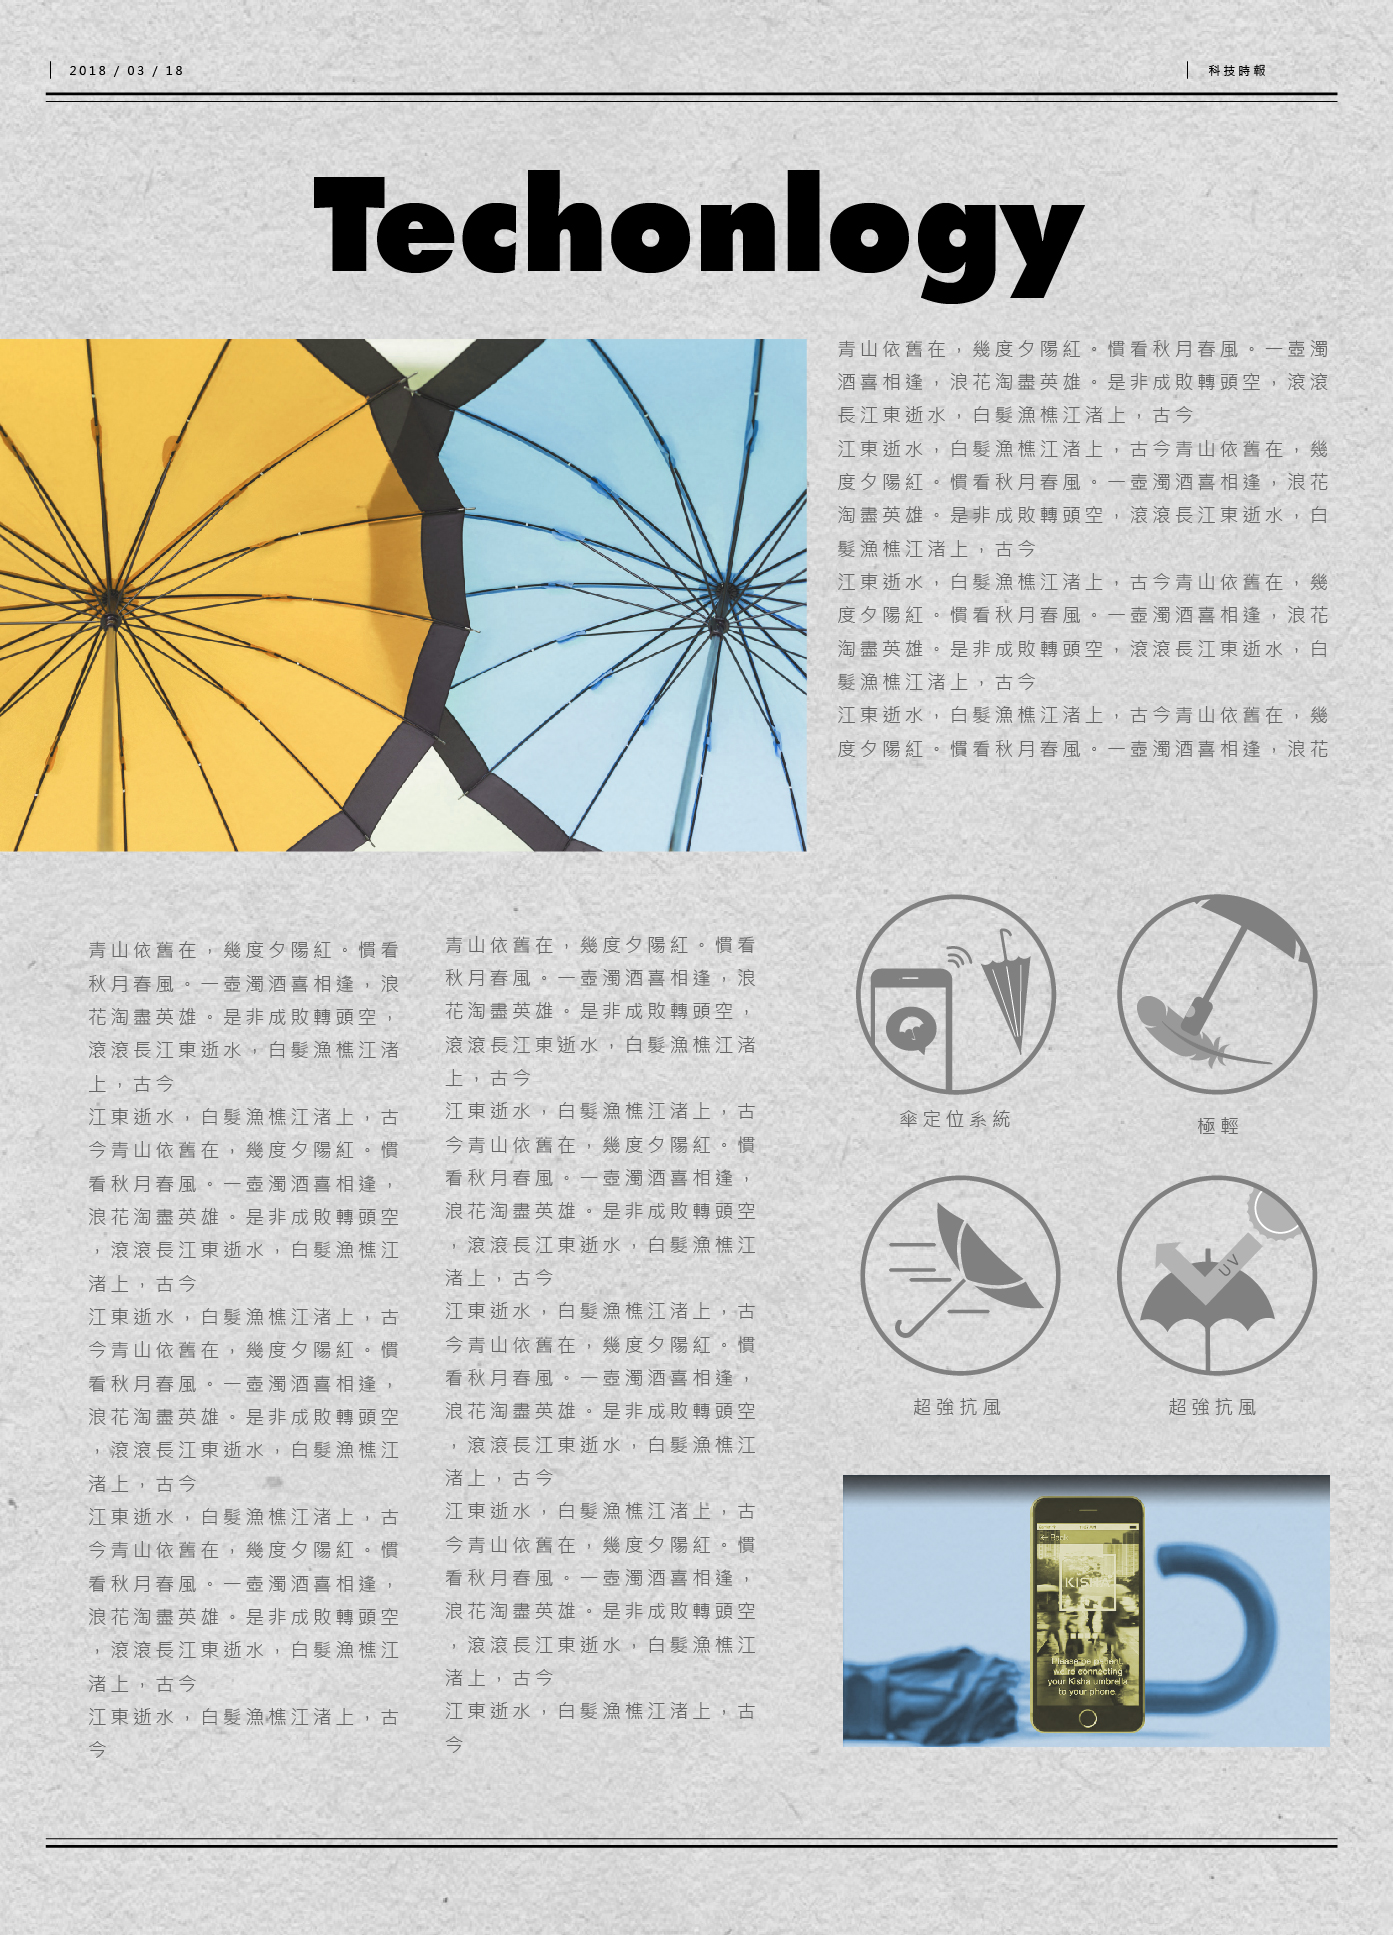 2018 / 03 / 18
科技時報
Techonlogy
青山依舊在，幾度夕陽紅。慣看秋月春風。一壺濁
酒喜相逢，浪花淘盡英雄。是非成敗轉頭空，滾滾
長江東逝水，白髮漁樵江渚上，古今
江東逝水，白髮漁樵江渚上，古今青山依舊在，幾
度夕陽紅。慣看秋月春風。一壺濁酒喜相逢，浪花
淘盡英雄。是非成敗轉頭空，滾滾長江東逝水，白
髮漁樵江渚上，古今
江東逝水，白髮漁樵江渚上，古今青山依舊在，幾
度夕陽紅。慣看秋月春風。一壺濁酒喜相逢，浪花
淘盡英雄。是非成敗轉頭空，滾滾長江東逝水，白
髮漁樵江渚上，古今
江東逝水，白髮漁樵江渚上，古今青山依舊在，幾
度夕陽紅。慣看秋月春風。一壺濁酒喜相逢，浪花
青山依舊在，幾度夕陽紅。慣看
秋月春風。一壺濁酒喜相逢，浪
花淘盡英雄。是非成敗轉頭空，
滾滾長江東逝水，白髮漁樵江渚
上，古今
江東逝水，白髮漁樵江渚上，古
今青山依舊在，幾度夕陽紅。慣
看秋月春風。一壺濁酒喜相逢，
浪花淘盡英雄。是非成敗轉頭空
，滾滾長江東逝水，白髮漁樵江
渚上，古今
江東逝水，白髮漁樵江渚上，古
今青山依舊在，幾度夕陽紅。慣
看秋月春風。一壺濁酒喜相逢，
浪花淘盡英雄。是非成敗轉頭空
，滾滾長江東逝水，白髮漁樵江
渚上，古今
江東逝水，白髮漁樵江渚上，古
今青山依舊在，幾度夕陽紅。慣
看秋月春風。一壺濁酒喜相逢，
浪花淘盡英雄。是非成敗轉頭空
，滾滾長江東逝水，白髮漁樵江
渚上，古今
江東逝水，白髮漁樵江渚上，古
今
青山依舊在，幾度夕陽紅。慣看
秋月春風。一壺濁酒喜相逢，浪
花淘盡英雄。是非成敗轉頭空，
滾滾長江東逝水，白髮漁樵江渚
上，古今
江東逝水，白髮漁樵江渚上，古
今青山依舊在，幾度夕陽紅。慣
看秋月春風。一壺濁酒喜相逢，
浪花淘盡英雄。是非成敗轉頭空
，滾滾長江東逝水，白髮漁樵江
渚上，古今
江東逝水，白髮漁樵江渚上，古
今青山依舊在，幾度夕陽紅。慣
看秋月春風。一壺濁酒喜相逢，
浪花淘盡英雄。是非成敗轉頭空
，滾滾長江東逝水，白髮漁樵江
渚上，古今
江東逝水，白髮漁樵江渚上，古
今青山依舊在，幾度夕陽紅。慣
看秋月春風。一壺濁酒喜相逢，
浪花淘盡英雄。是非成敗轉頭空
，滾滾長江東逝水，白髮漁樵江
渚上，古今
江東逝水，白髮漁樵江渚上，古
今
傘定位系統
極輕
UV
超強抗風
超強抗風
Back
KISHA
Please be patient,
we're connecting
your Kisha umbrella
to your phone